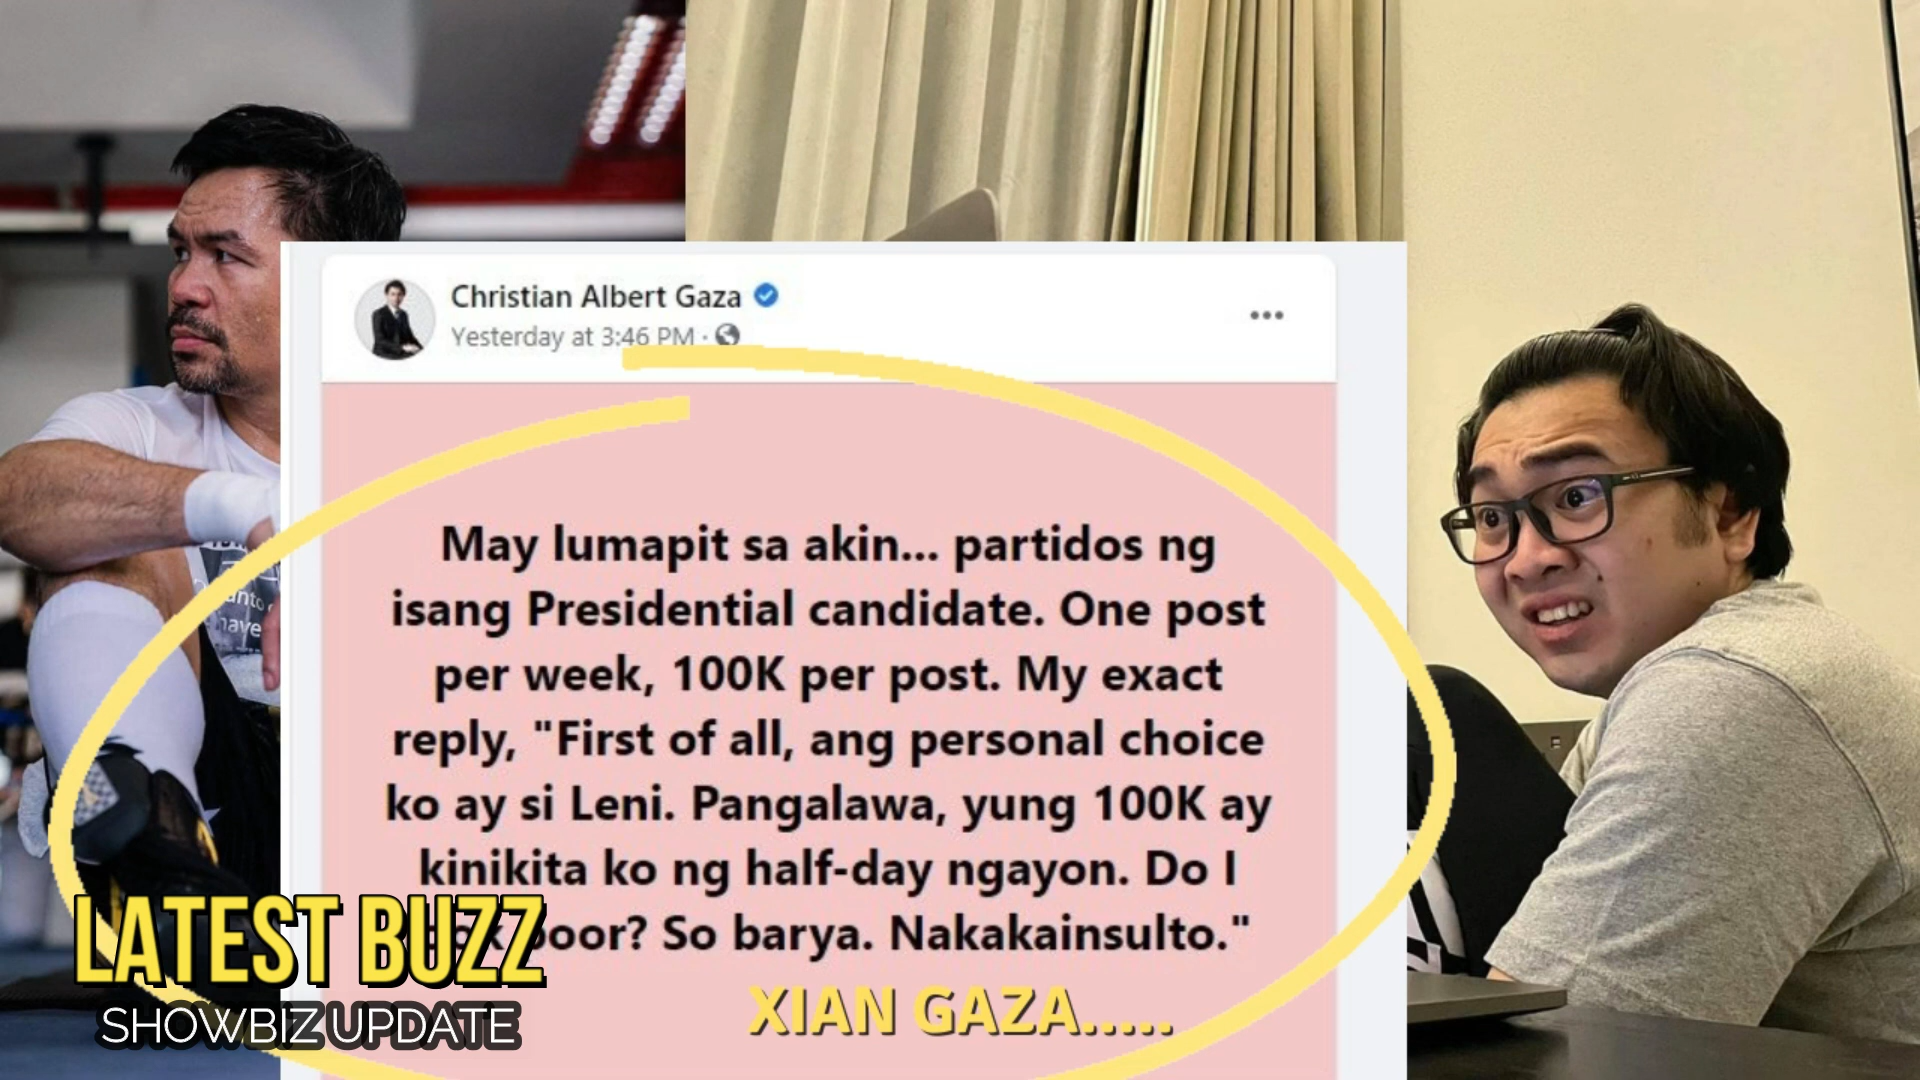 Christian Albert Gaza
Yesterday at 3:46 PM ·
May lumapit sa akin... partidos ng
isang Presidential candidate. One post
per week, 100K per post. My exact
reply, "First of all, ang personal choice
ko ay si Leni. Pangalawa, yung 100K ay
kinikita ko ng half-day ngayon. Do I
poor? So barya. Nakakainsulto."
LATEST BUZZ
SHOWBIZ UPDATE
XIAN GAZA.....
have